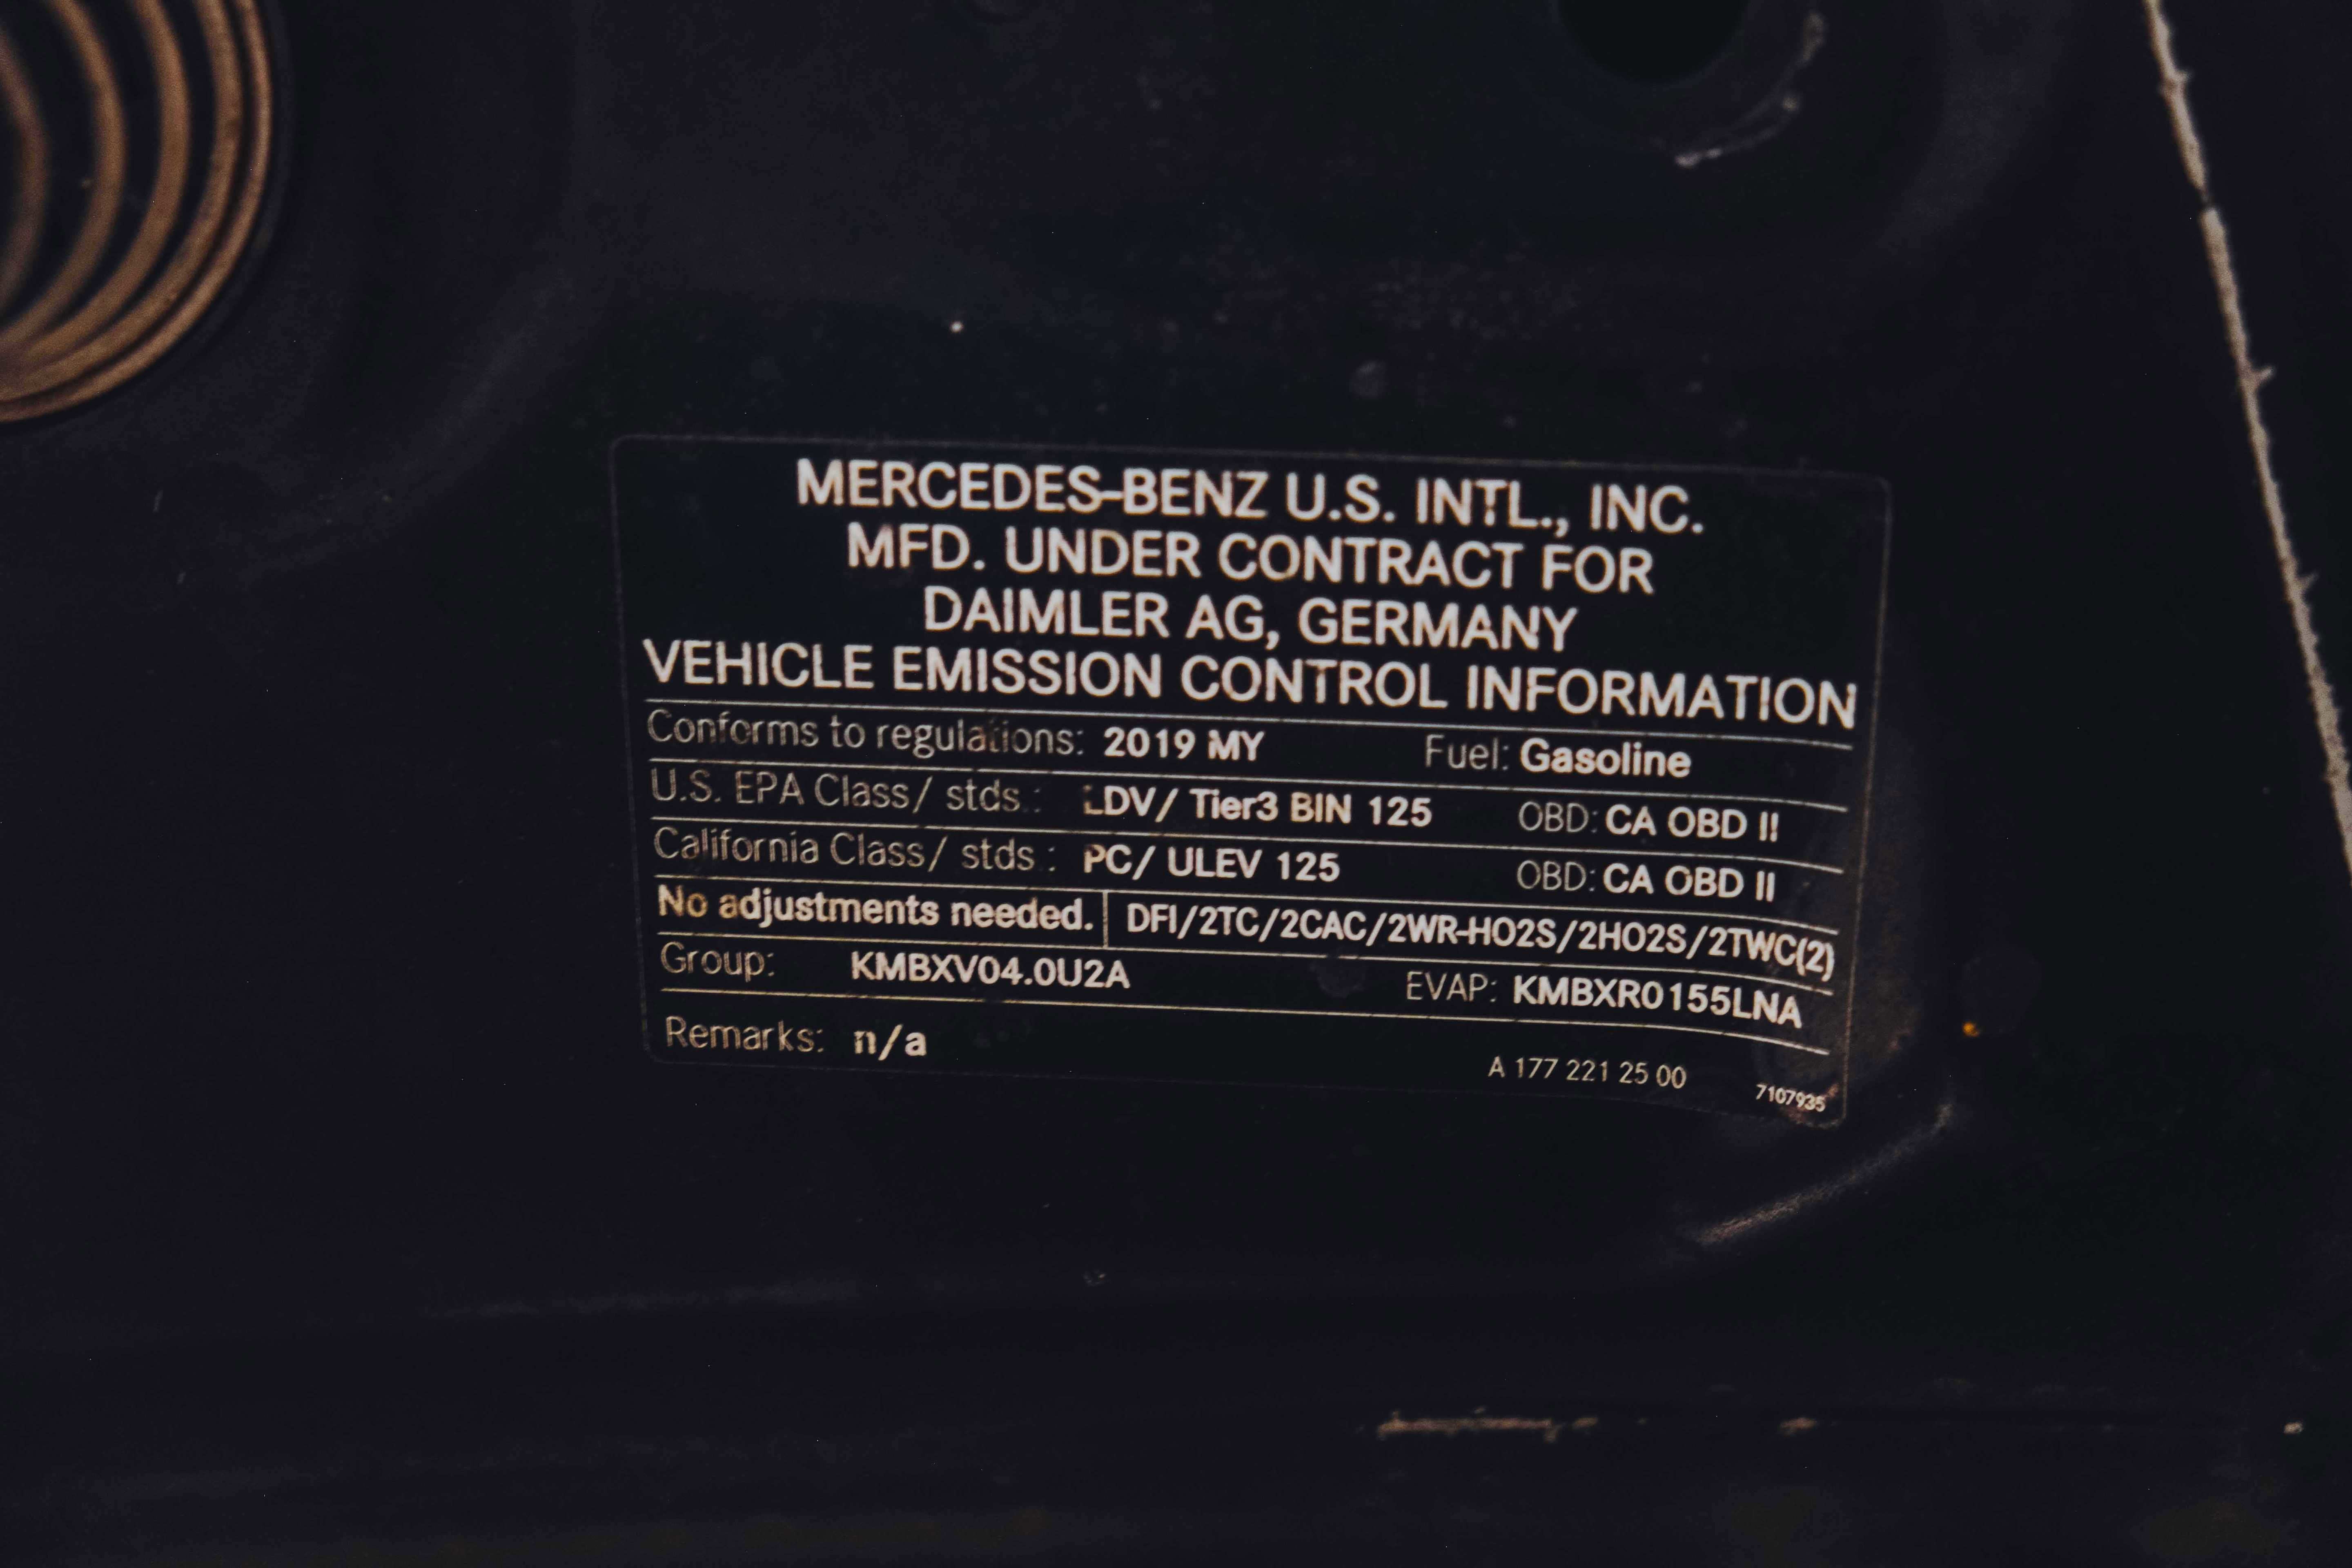 MERCEDES-BENZ U.S. INTL., INC.
MFD. UNDER CONTRACT FOR
DAIMLER AG, GERMANY
VEHICLE EMISSION CONTROL INFORMATION
Conforms to regulations: 2019 MY Fuel: Gasoline
U.S. EPA Class/ stds.: LDV/ Tier3 BIN 125 OBD: CA OBD II
California Class/ stds.: PC/ ULEV 125 OBD: CA OBD II
No adjustments needed. DFI/2TC/2CAC/2WR-HO2S/2HO2S/2TWC(2)
Group: KMBXV04.0U2A EVAP: KMBXR0155LNA
Remarks: n/a
A 177 221 25 00
7107935